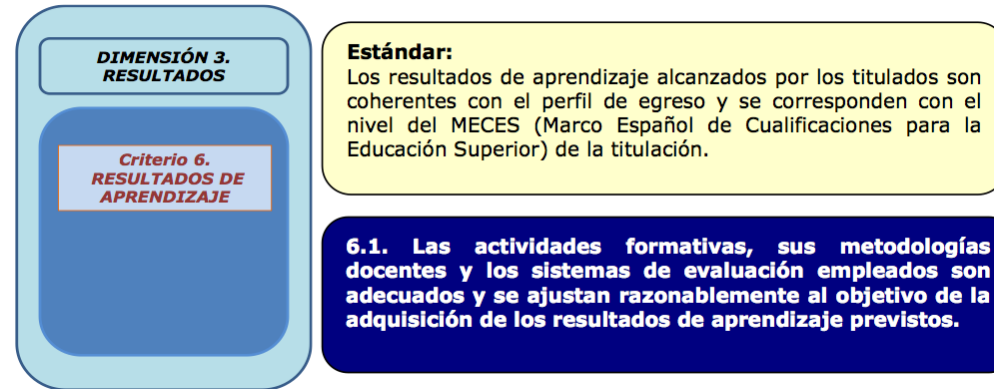 DIMENSIÓN 3.
RESULTADOS
Criterio 6.
RESULTADOS DE
APRENDIZAJE
Estándar:
Los resultados de aprendizaje alcanzados por los titulados son
coherentes con el perfil de egreso y se corresponden con el
nivel del MECES (Marco Español de Cualificaciones para la
Educación Superior) de la titulación.
6.1. Las actividades formativas, sus metodologías
docentes y los sistemas de evaluación empleados son
adecuados y se ajustan razonablemente al objetivo de la
adquisición de los resultados de aprendizaje previstos.